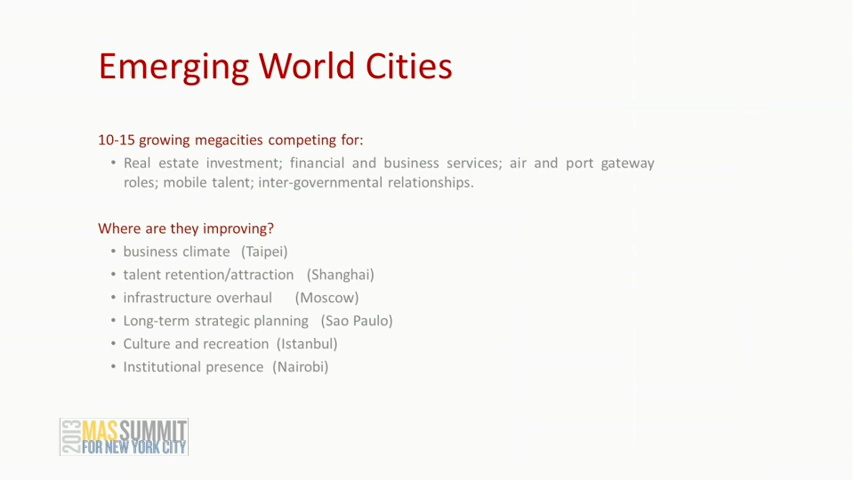 Emerging World Cities
10-15 growing megacities competing for:
• Real estate investment; financial and business services; air and port gateway
roles; mobile talent; inter-governmental relationships.
Where are they improving?
• business climate (Taipei)
• talent retention/attraction (Shanghai)
• infrastructure overhaul (Moscow)
• Long-term strategic planning (Sao Paulo)
• Culture and recreation (Istanbul)
• Institutional presence (Nairobi)
2013 MAS SUMMIT
FOR NEW YORK CITY